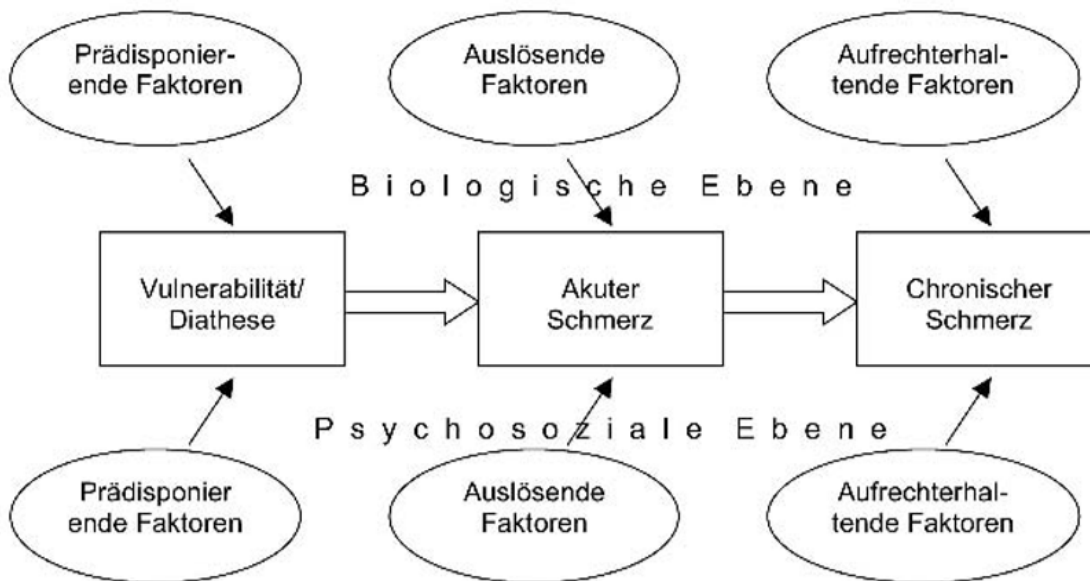 Prädisponier-
ende Faktoren
Auslösende
Faktoren
Aufrechterhal-
tende Faktoren
Biologische Ebene
Vulnerabilität/
Diathese
Akuter
Schmerz
Chronischer
Schmerz
Psychosoziale Ebene
Prädisponier
ende Faktoren
Auslösende
Faktoren
Aufrechterhal-
tende Faktoren